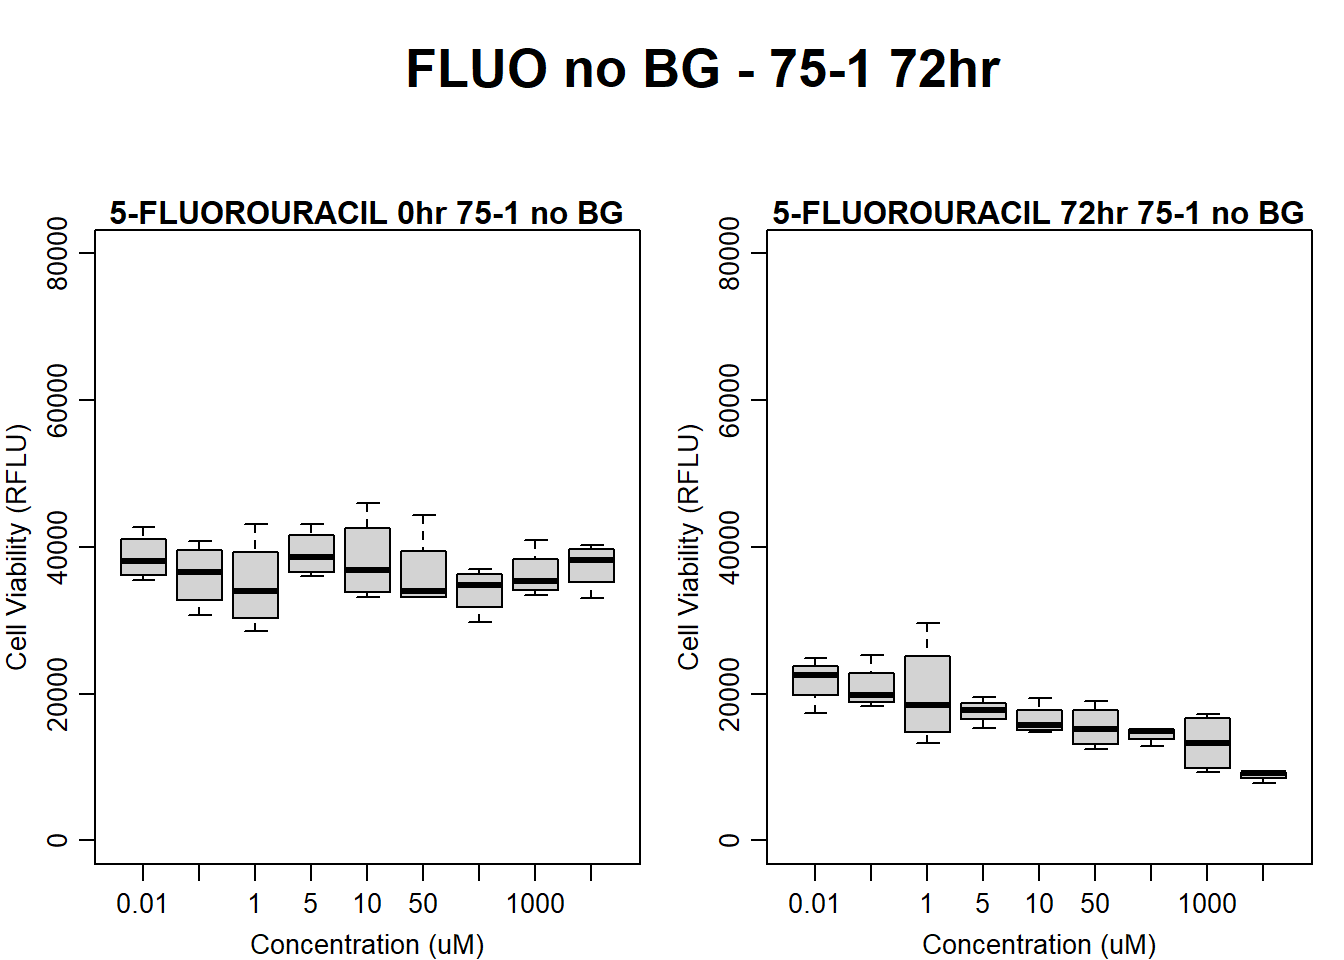 FLUO no BG - 75-1 72hr
5-FLUOROURACIL 0hr 75-1 no BG
Cell Viability (RFLU)
80000
60000
40000
20000
0
0.01 1 5 10 50 1000
Concentration (uM)
5-FLUOROURACIL 72hr 75-1 no BG
Cell Viability (RFLU)
80000
60000
40000
20000
0
0.01 1 5 10 50 1000
Concentration (uM)